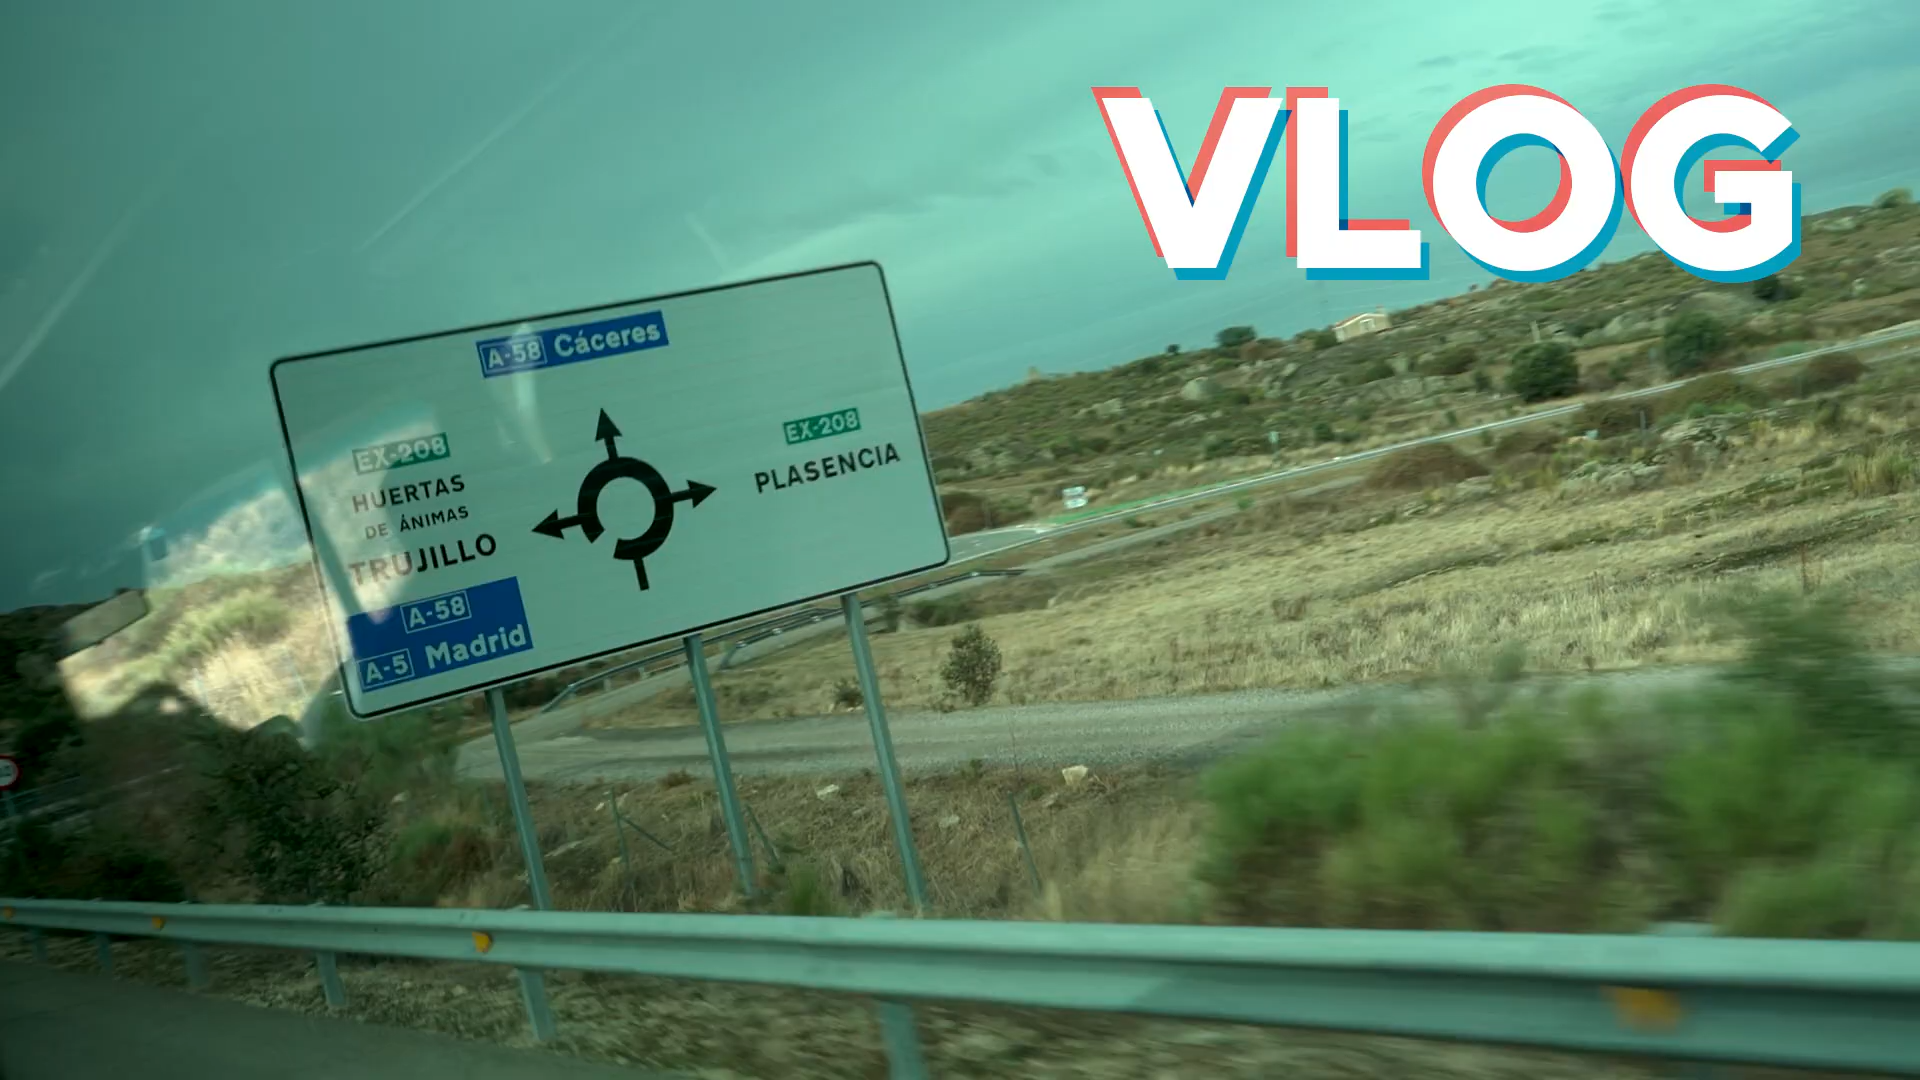 VLOG
A-58 Cáceres
EX-208
HUERTAS
DE ÁNIMAS
TRUJILLO
A-58
A-5 Madrid
EX-208
PLASENCIA